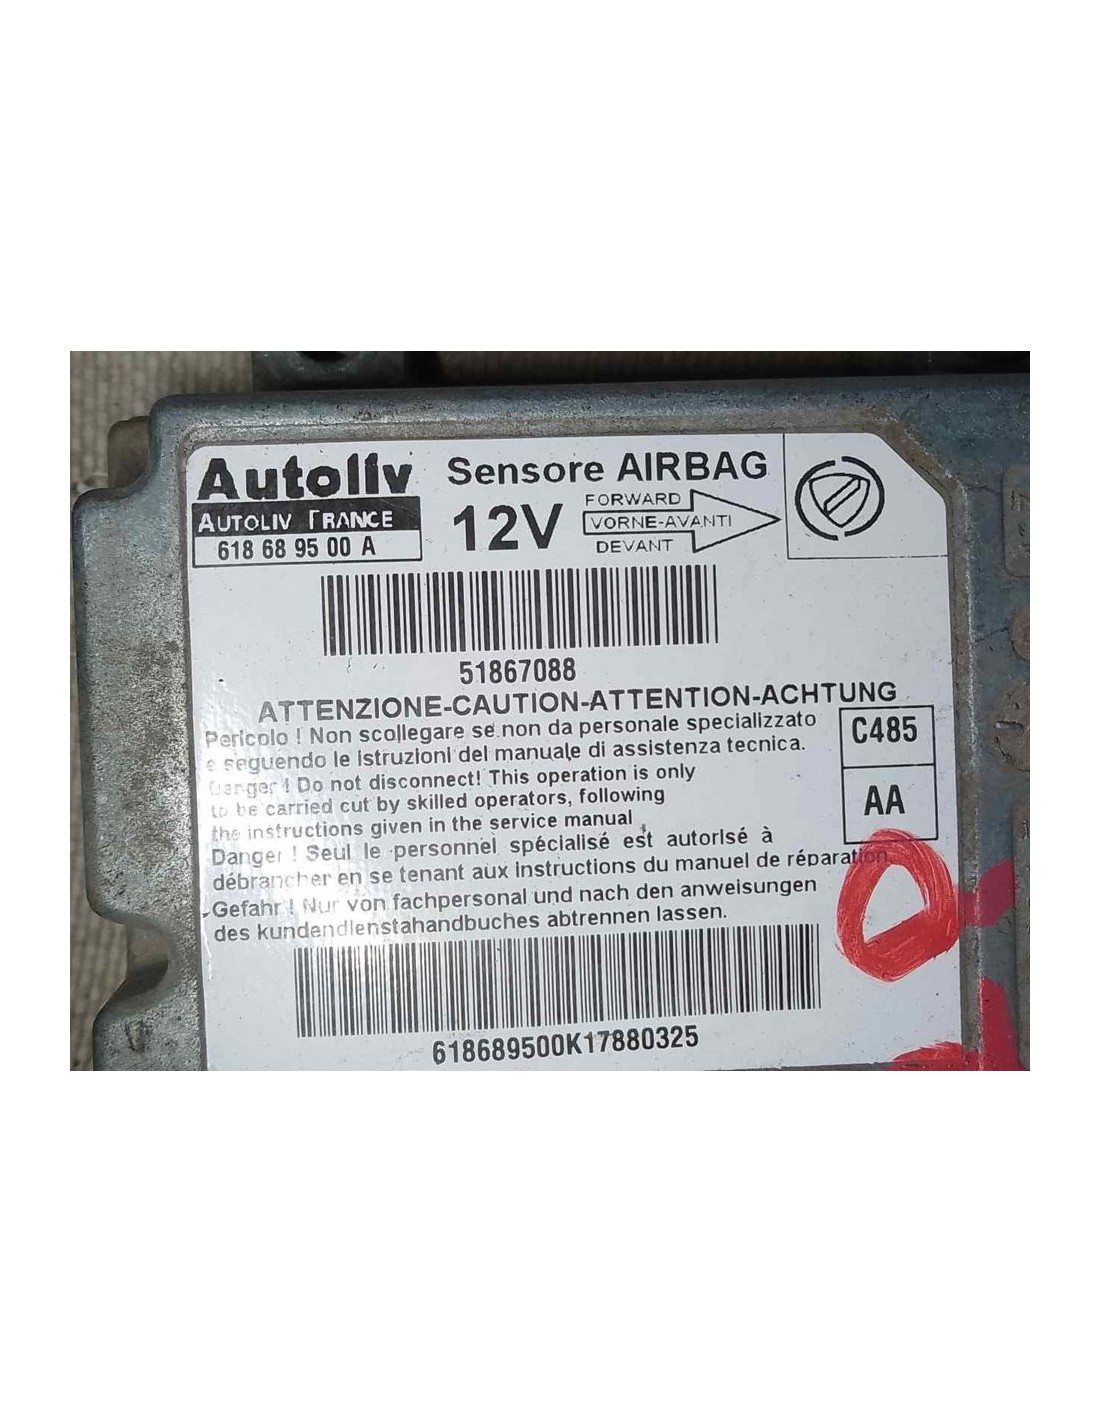 Autoliv
Sensore AIRBAG
AUTOLIV FRANCE
618 68 95 00 A
12V
FORWARD
VORNE-AVANTI
DEVANT
51867088
ATTENZIONE-CAUTION-ATTENTION-ACHTUNG
Pericolo ! Non scollegare se non da personale specializzato
e seguendo le istruzioni del manuale di assistenza tecnica.
Danger ! Do not disconnect! This operation is only
to be carried cut by skilled operators, following
the instructions given in the service manual
Danger ! Seul le personnel spécialisé est autorisé à
débrancher en se tenant aux instructions du manuel de réparation.
Gefahr ! Nur von fachpersonal und nach den anweisungen
des kundendienstahandbuches abtrennen lassen.
C485
AA
618689500K17880325